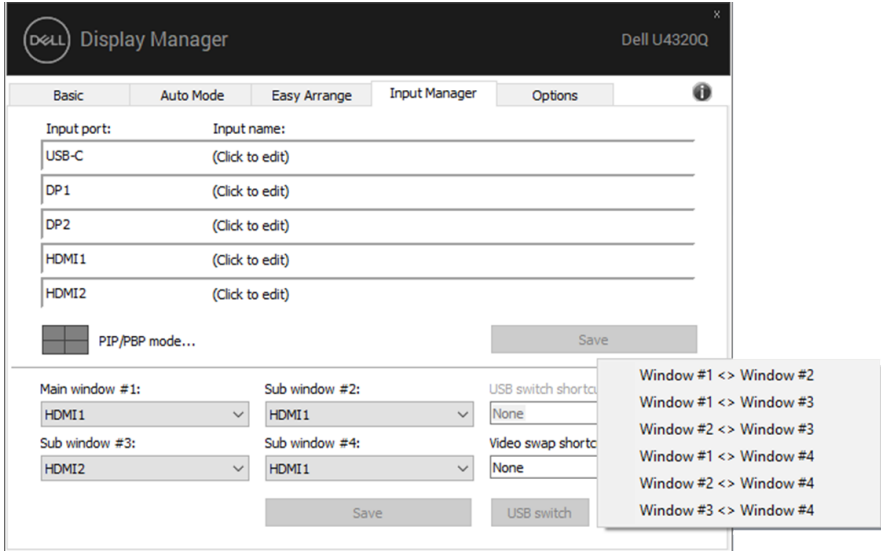 x
DELL Display Manager
Dell U4320Q
Basic Auto Mode Easy Arrange Input Manager Options i
Input port: Input name:
USB-C (Click to edit)
DP1 (Click to edit)
DP2 (Click to edit)
HDMI1 (Click to edit)
HDMI2 (Click to edit)
PIP/PBP mode... Save
Main window #1: Sub window #2: USB switch shortcu
HDMI1 HDMI1 None
Sub window #3: Sub window #4: Video swap shortc
HDMI2 HDMI1 None
Save USB switch
Window #1 <> Window #2
Window #1 <> Window #3
Window #2 <> Window #3
Window #1 <> Window #4
Window #2 <> Window #4
Window #3 <> Window #4